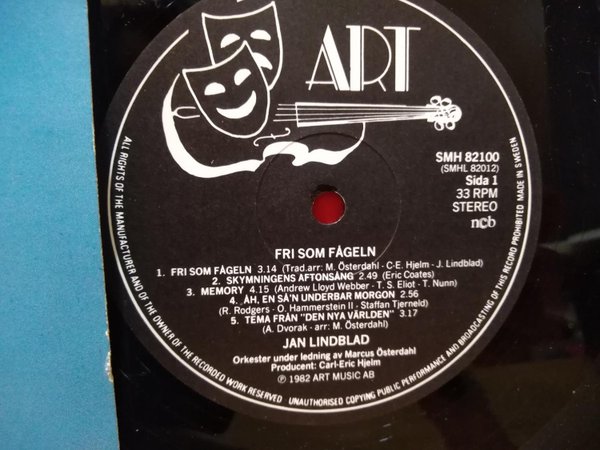 ART
SMH 82100
(SMHL 82012)
Sida 1
33 RPM
STEREO
ncb
FRI SOM FÅGELN
1. FRI SOM FÅGELN 3.14 (Trad.arr: M. Österdahl - C-E. Hjelm - J. Lindblad)
2. SKYMNINGENS AFTONSÅNG 2.49 (Eric Coates)
3. MEMORY 4.15 (Andrew Lloyd Webber - T. S. Eliot - T. Nunn)
4. ÅH, EN SÅ'N UNDERBAR MORGON 2.56
(R. Rodgers - O. Hammerstein II - Staffan Tjerneld)
5. TEMA FRÅN "DEN NYA VÄRLDEN" 3.17
(A. Dvorak - arr: M. Österdahl)
JAN LINDBLAD
Orkester under ledning av Marcus Österdahl
Producent: Carl-Eric Hjelm
℗ 1982 ART MUSIC AB
ALL RIGHTS OF THE MANUFACTURER AND OF THE OWNER OF THE RECORDED WORK RESERVED UNAUTHORISED COPYING PUBLIC PERFORMANCE AND BROADCASTING OF THIS RECORD PROHIBITED MADE IN SWEDEN